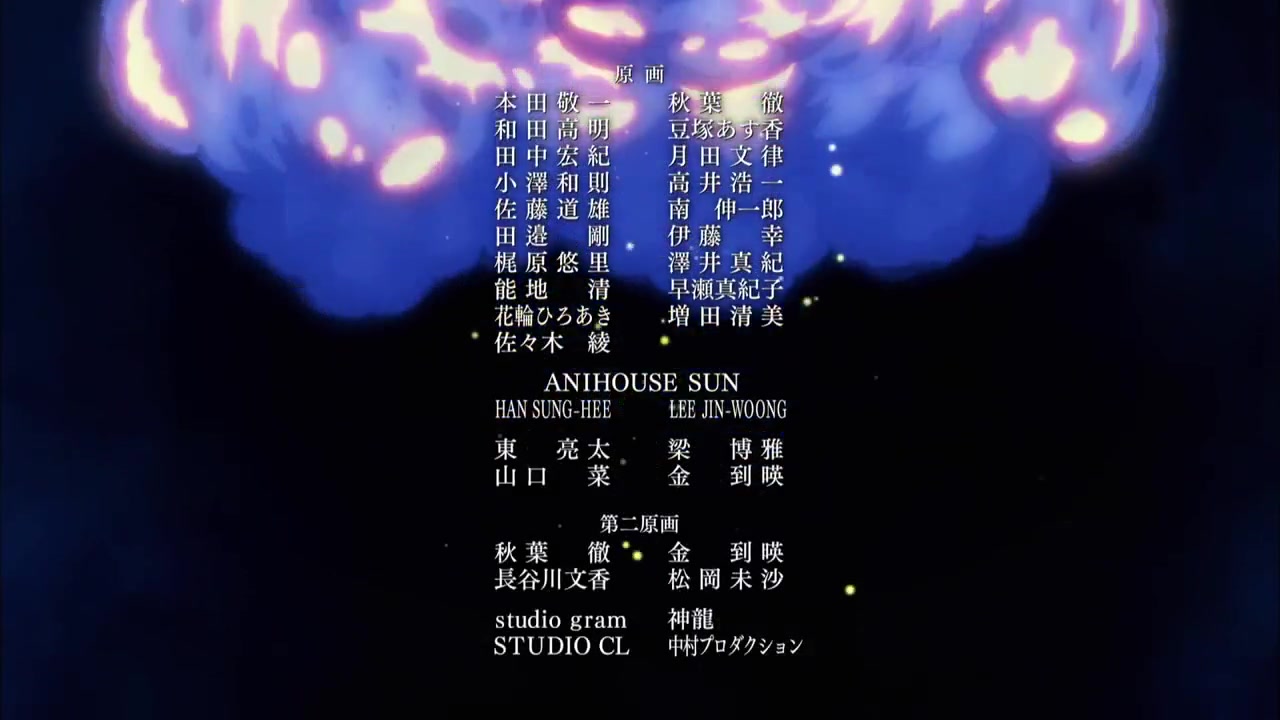 原画
本田敬一 秋葉 徹
和田高明 豆塚あす香
田中宏紀 月田文律
小澤和則 高井浩一
佐藤道雄 南 伸一郎
田邉 剛 伊藤 幸
梶原悠里 澤井真紀
能地 清 早瀬真紀子
花輪ひろあき 増田清美
佐々木 綾
ANIHOUSE SUN
HAN SUNG-HEE LEE JIN-WOONG
東 亮太 梁 博雅
山口 菜 金 到暎
第二原画
秋葉 徹 金 到暎
長谷川文香 松岡未沙
studio gram 神龍
STUDIO CL 中村プロダクション